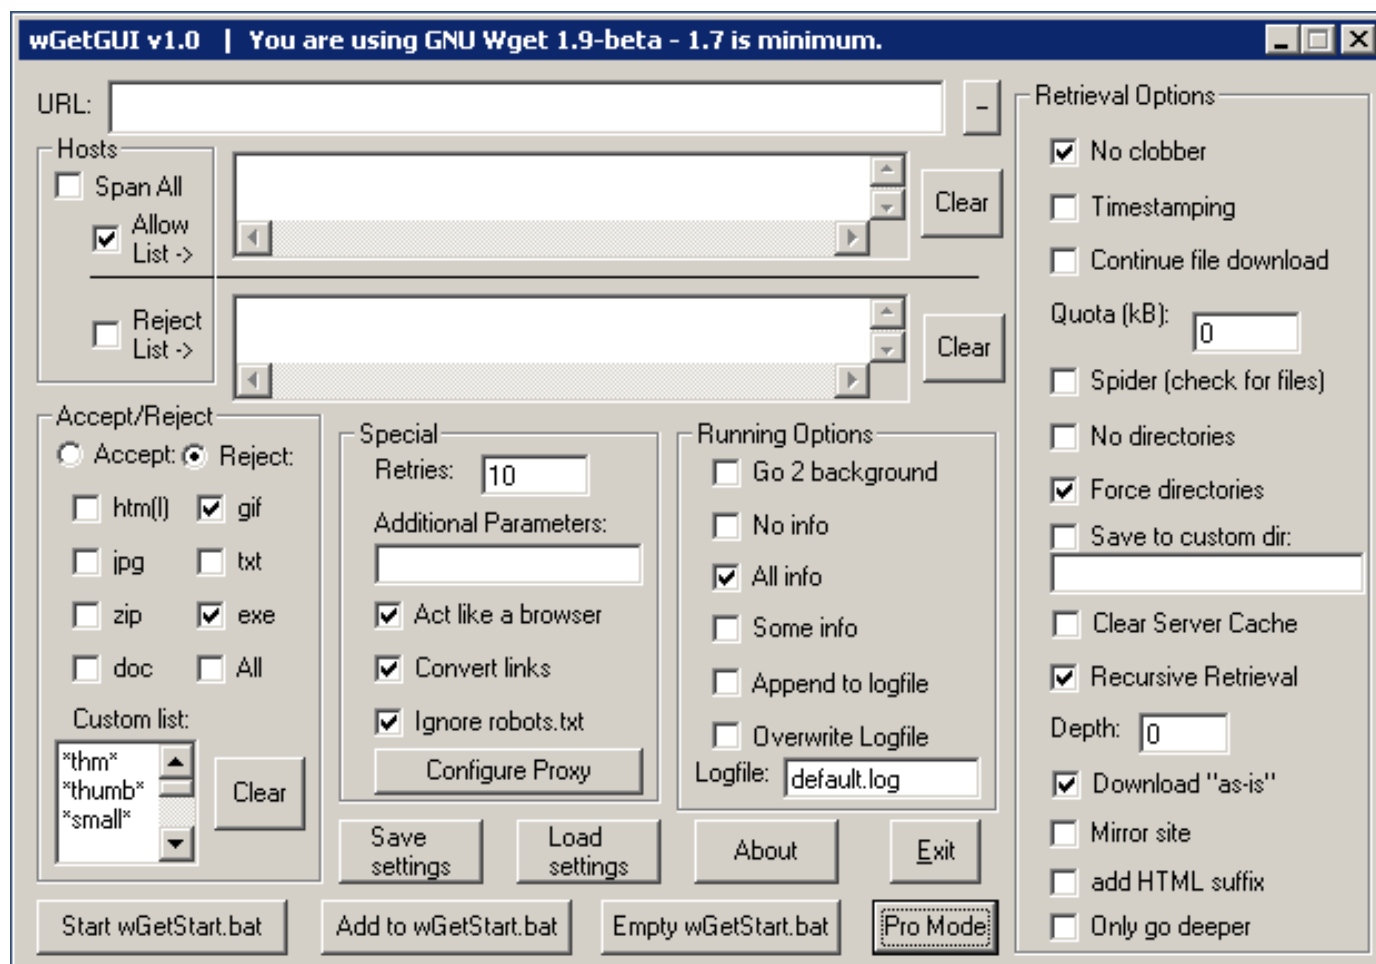 wGetGUI v1.0 | You are using GNU Wget 1.9-beta - 1.7 is minimum.
URL:
-
Hosts
Span All
Allow
List ->
Clear
Reject
List ->
Clear
Accept/Reject
Accept: Reject:
htm(l) gif
jpg txt
zip exe
doc All
Custom list:
*thm*
*thumb*
*small*
Clear
Special
Retries: 10
Additional Parameters:
Act like a browser
Convert links
Ignore robots.txt
Configure Proxy
Running Options
Go 2 background
No info
All info
Some info
Append to logfile
Overwrite Logfile
Logfile: default.log
Retrieval Options
No clobber
Timestamping
Continue file download
Quota (kB): 0
Spider (check for files)
No directories
Force directories
Save to custom dir:
Clear Server Cache
Recursive Retrieval
Depth: 0
Download "as-is"
Mirror site
add HTML suffix
Only go deeper
Save
settings
Load
settings
About
Exit
Start wGetStart.bat
Add to wGetStart.bat
Empty wGetStart.bat
Pro Mode